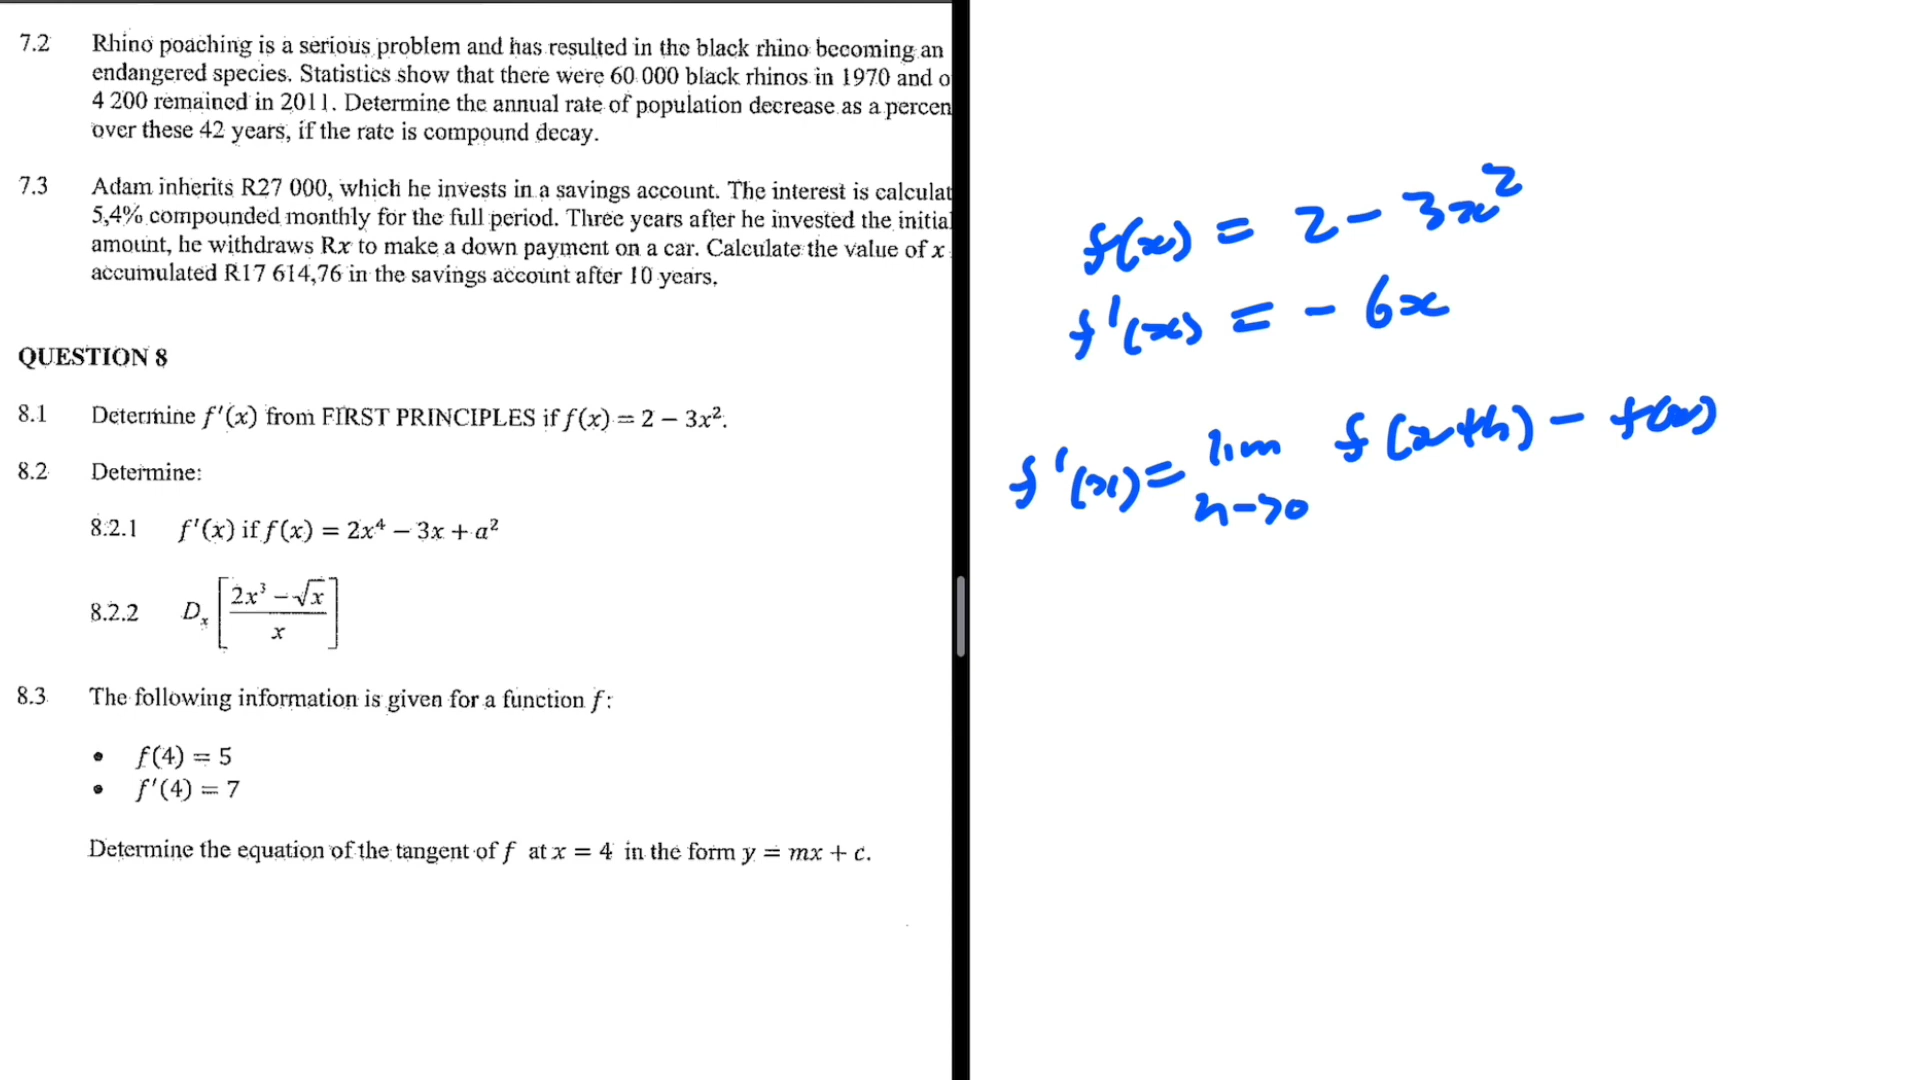 7.2 Rhino poaching is a serious problem and has resulted in the black rhino becoming an
endangered species. Statistics show that there were 60 000 black rhinos in 1970 and o
4 200 remained in 2011. Determine the annual rate of population decrease as a percen
over these 42 years, if the rate is compound decay.
7.3 Adam inherits R27 000, which he invests in a savings account. The interest is calculat
5,4% compounded monthly for the full period. Three years after he invested the initial
amount, he withdraws Rx to make a down payment on a car. Calculate the value of x
accumulated R17 614,76 in the savings account after 10 years.
QUESTION 8
8.1 Determine f′(x) from FIRST PRINCIPLES if f(x) = 2 – 3x².
8.2 Determine:
8.2.1 f′(x) if f(x) = 2x⁴ – 3x + a²
8.2.2 Dₓ [(2x³ – √x)/x]
8.3 The following information is given for a function f:
• f(4) = 5
• f′(4) = 7
Determine the equation of the tangent of f at x = 4 in the form y = mx + c.
f(x) = 2 – 3x²
f'(x) = – 6x
f'(x) = lim f(x+h) – f(x)
h->0